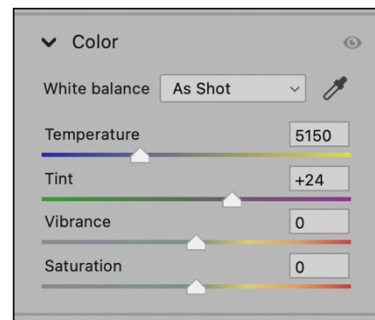 Color
White balance As Shot
Temperature 5150
Tint +24
Vibrance 0
Saturation 0